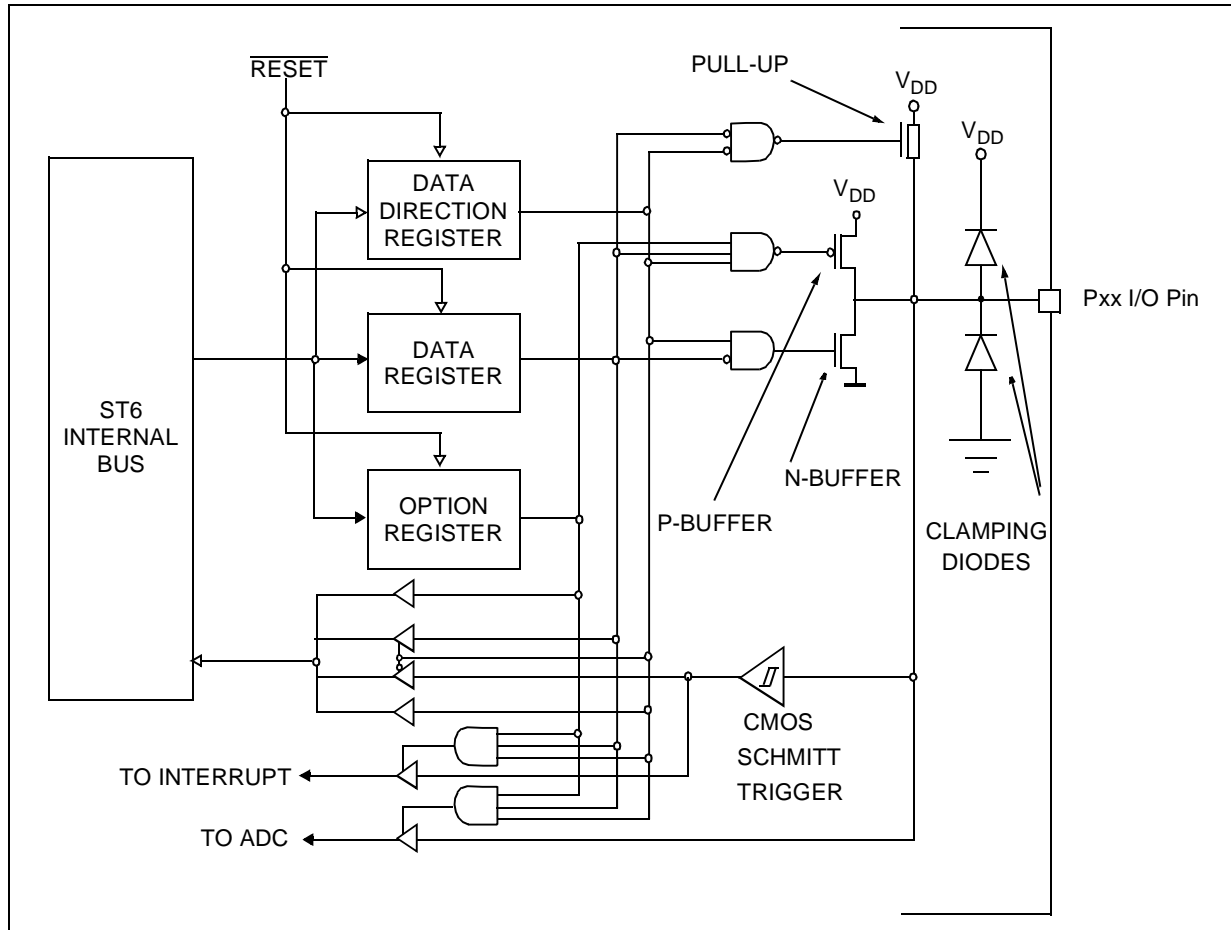 RESET
PULL-UP
VDD
VDD
DATA
DIRECTION
REGISTER
VDD
Pxx I/O Pin
DATA
REGISTER
ST6
INTERNAL
BUS
N-BUFFER
OPTION
REGISTER
P-BUFFER
CLAMPING
DIODES
CMOS
SCHMITT
TRIGGER
TO INTERRUPT
TO ADC